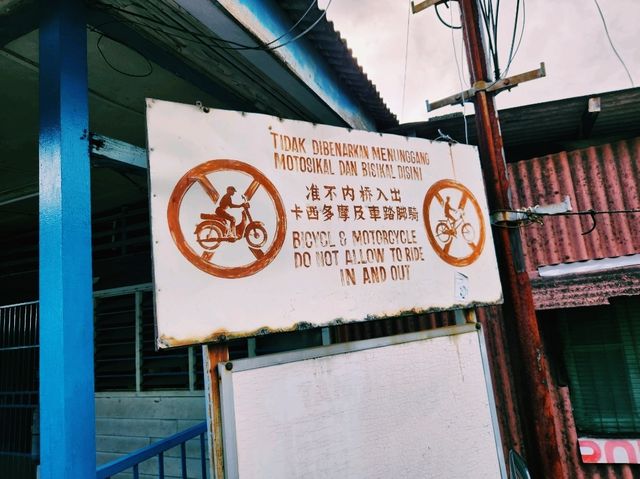 TIDAK DIBENARKAN MENUNGGANG
MOTOSIKAL DAN BISIKAL DISINI
出入桥内不准
騎脚踏車及摩多西卡
BICYCL & MOTORCYCLE
DO NOT ALLOW TO RIDE
IN AND OUT